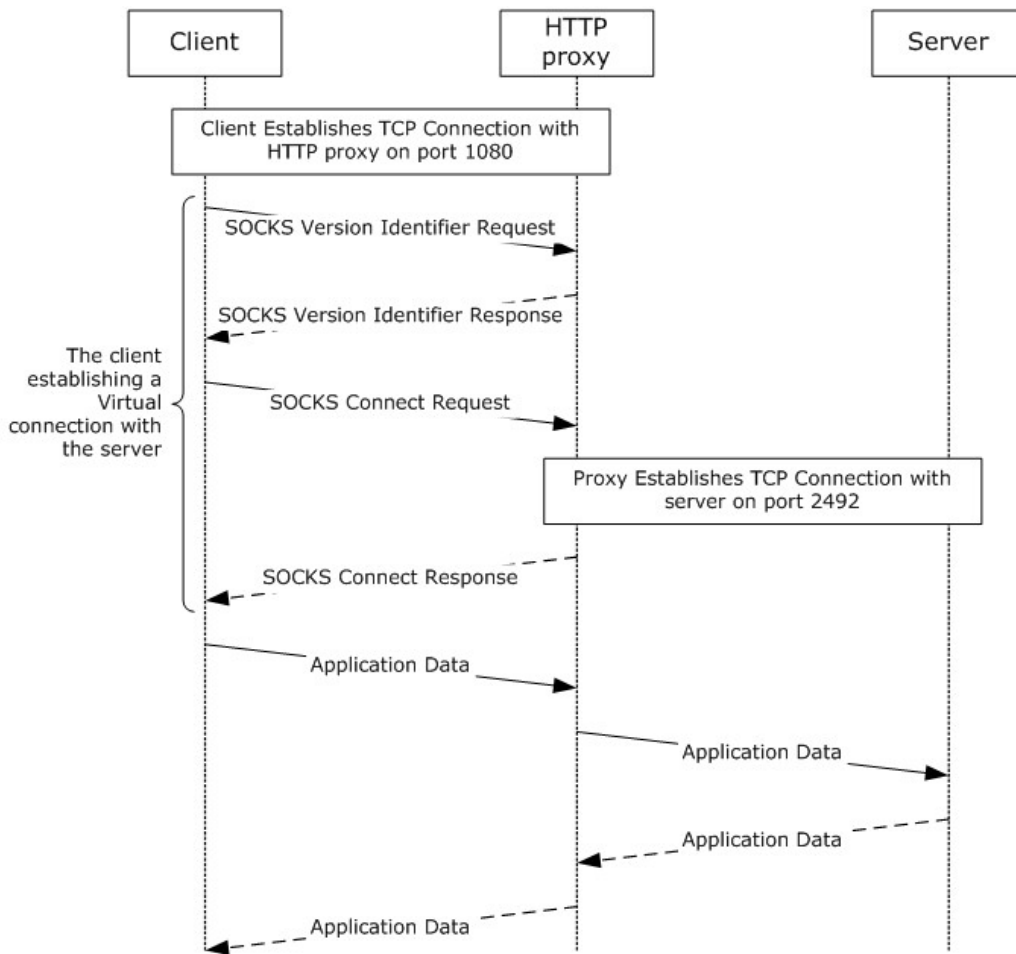 Client
HTTP
proxy
Server
Client Establishes TCP Connection with
HTTP proxy on port 1080
SOCKS Version Identifier Request
SOCKS Version Identifier Response
The client
establishing a
Virtual
connection with
the server
SOCKS Connect Request
Proxy Establishes TCP Connection with
server on port 2492
SOCKS Connect Response
Application Data
Application Data
Application Data
Application Data